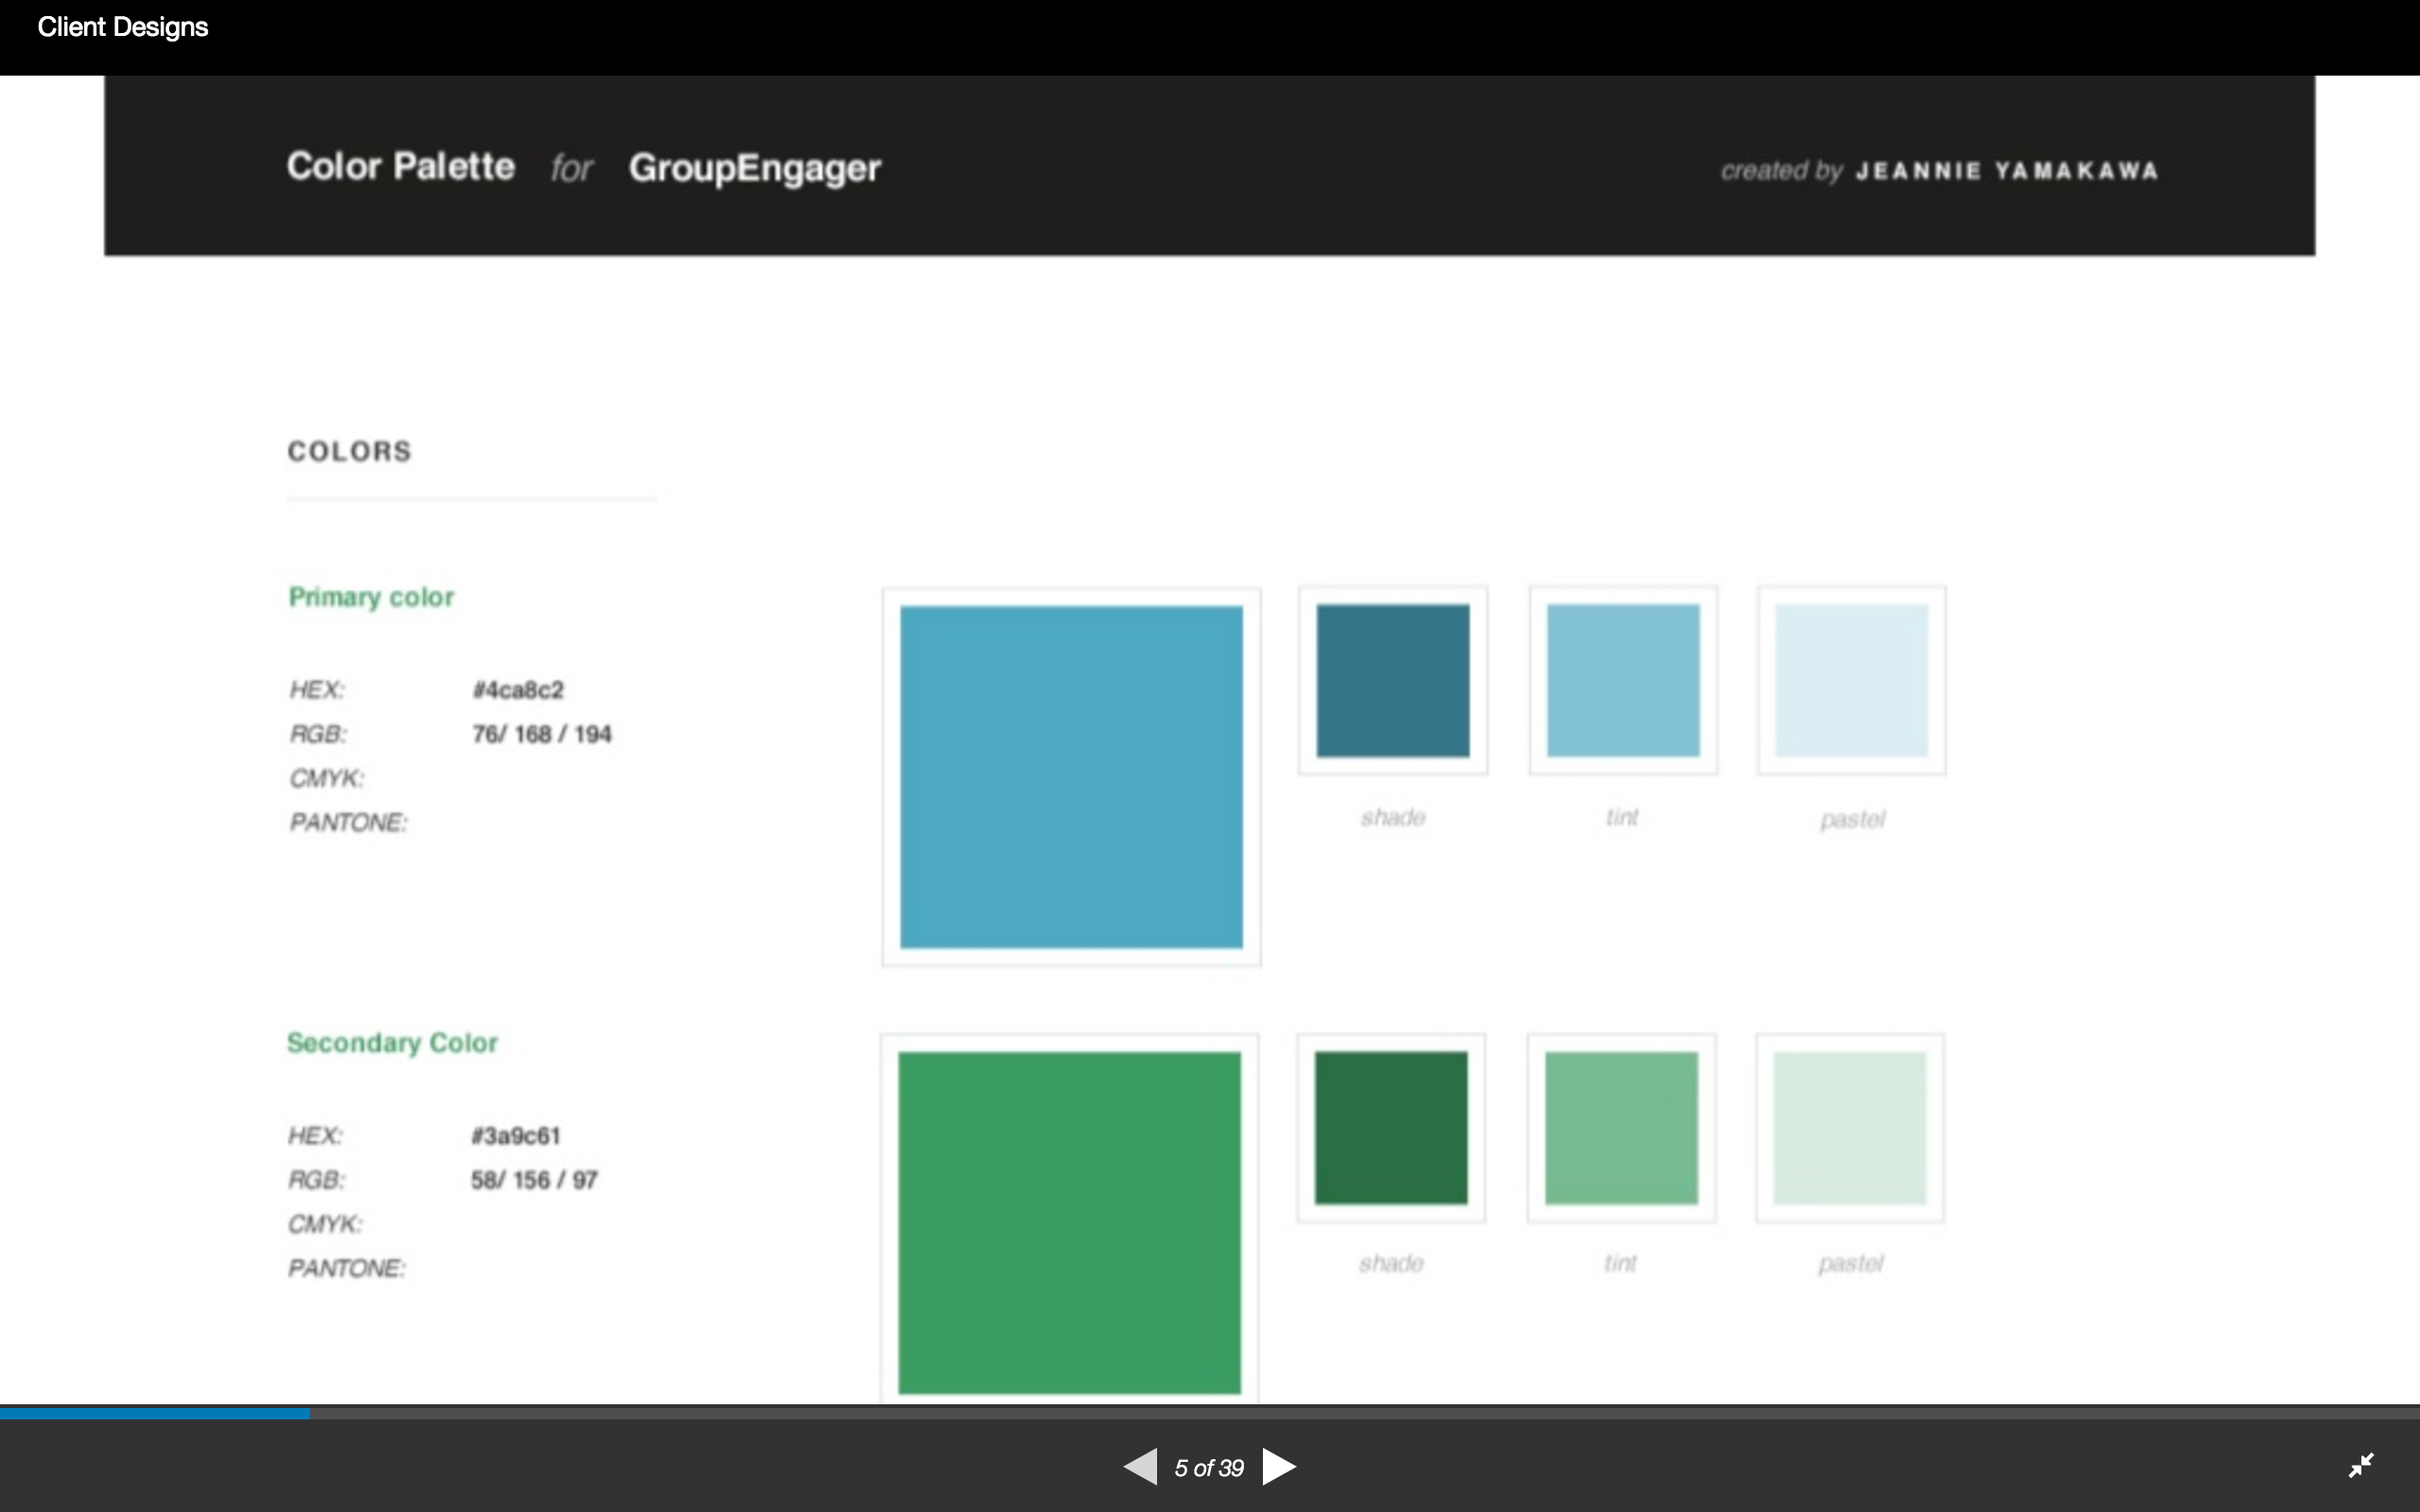 Client Designs
Color Palette for GroupEngager
created by JEANNIE YAMAKAWA
COLORS
Primary color
HEX: #4ca8c2
RGB: 76/ 168 / 194
CMYK:
PANTONE:
shade tint pastel
Secondary Color
HEX: #3a9c61
RGB: 58/ 156 / 97
CMYK:
PANTONE:
shade tint pastel
5 of 39